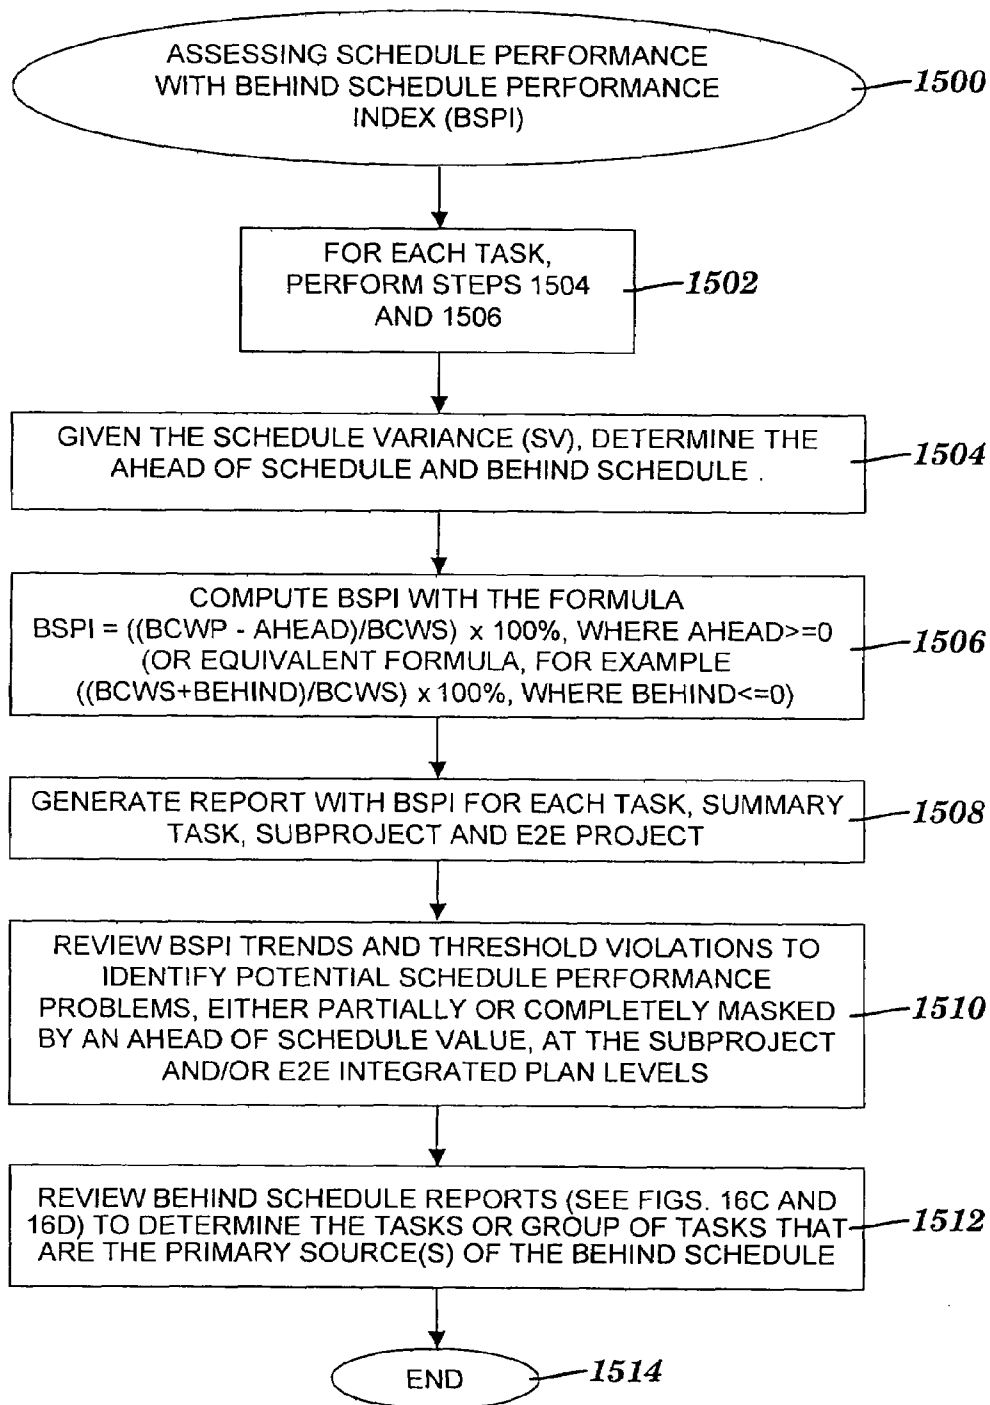 ASSESSING SCHEDULE PERFORMANCE
WITH BEHIND SCHEDULE PERFORMANCE
INDEX (BSPI)
1500
FOR EACH TASK,
PERFORM STEPS 1504
AND 1506
1502
GIVEN THE SCHEDULE VARIANCE (SV), DETERMINE THE
AHEAD OF SCHEDULE AND BEHIND SCHEDULE .
1504
COMPUTE BSPI WITH THE FORMULA
BSPI = ((BCWP - AHEAD)/BCWS) x 100%, WHERE AHEAD>=0
(OR EQUIVALENT FORMULA, FOR EXAMPLE
((BCWS+BEHIND)/BCWS) x 100%, WHERE BEHIND<=0)
1506
GENERATE REPORT WITH BSPI FOR EACH TASK, SUMMARY
TASK, SUBPROJECT AND E2E PROJECT
1508
REVIEW BSPI TRENDS AND THRESHOLD VIOLATIONS TO
IDENTIFY POTENTIAL SCHEDULE PERFORMANCE
PROBLEMS, EITHER PARTIALLY OR COMPLETELY MASKED
BY AN AHEAD OF SCHEDULE VALUE, AT THE SUBPROJECT
AND/OR E2E INTEGRATED PLAN LEVELS
1510
REVIEW BEHIND SCHEDULE REPORTS (SEE FIGS. 16C AND
16D) TO DETERMINE THE TASKS OR GROUP OF TASKS THAT
ARE THE PRIMARY SOURCE(S) OF THE BEHIND SCHEDULE
1512
END
1514